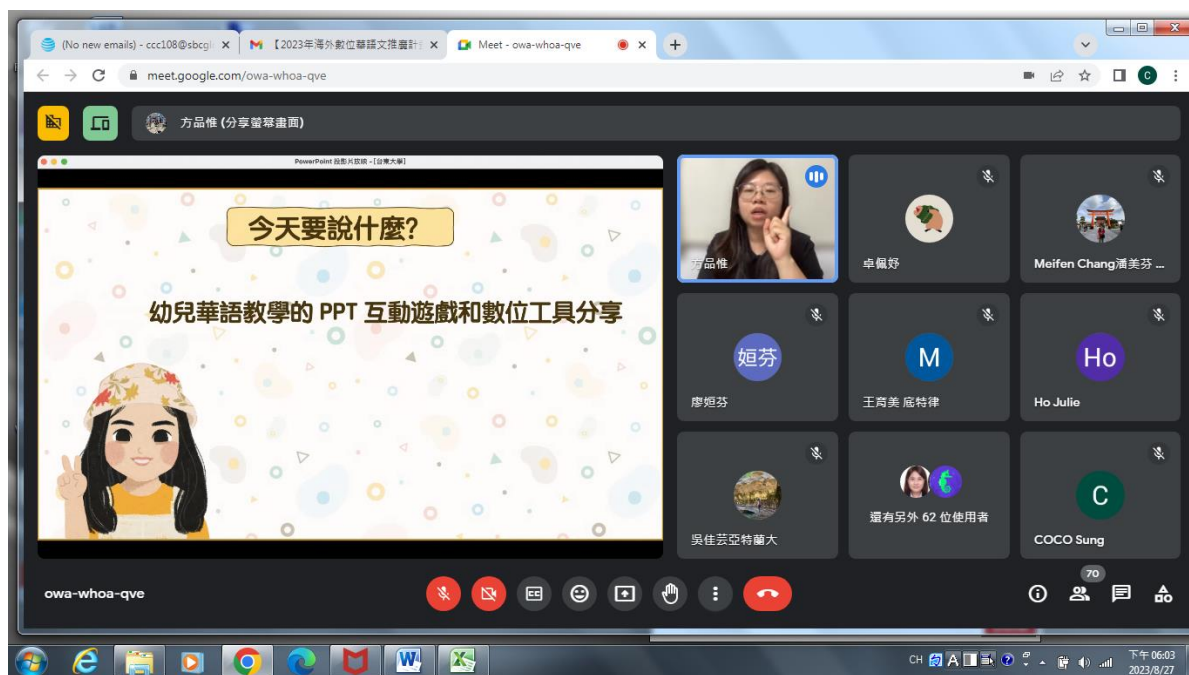 (No new emails) - ccc108@sbcgl
【2023年海外數位華語文推廣計
Meet - owa-whoa-qve
meet.google.com/owa-whoa-qve
C
方品惟 (分享螢幕畫面)
PowerPoint 投影片放映 - [台東大學]
今天要說什麼?
幼兒華語教學的 PPT 互動遊戲和數位工具分享
方品惟
卓佩妤
Meifen Chang潘美芬 ...
姮芬
廖姮芬
M
王育美 底特律
Ho
Ho Julie
吳佳芸亞特蘭大
還有另外 62 位使用者
C
COCO Sung
owa-whoa-qve
CC
70
CH
A
下午 06:03
2023/8/27